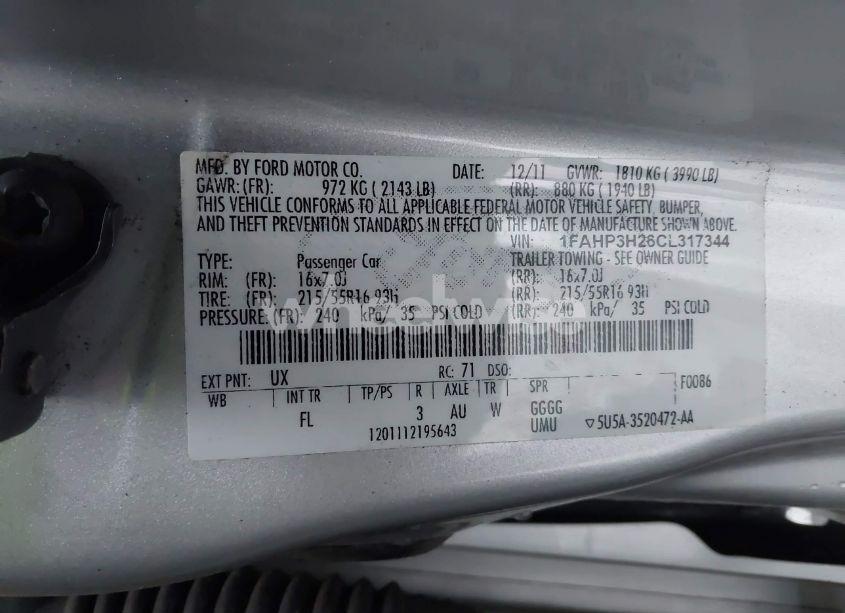 MFD. BY FORD MOTOR CO. DATE: 12/11 GVWR: 1810 KG ( 3990 LB)
GAWR: (FR): 972 KG ( 2143 LB) (RR): 880 KG ( 1940 LB)
THIS VEHICLE CONFORMS TO ALL APPLICABLE FEDERAL MOTOR VEHICLE SAFETY, BUMPER,
AND THEFT PREVENTION STANDARDS IN EFFECT ON THE DATE OF MANUFACTURE SHOWN ABOVE.
VIN: 1FAHP3H26CL317344
TYPE: Passenger Car TRAILER TOWING - SEE OWNER GUIDE
RIM: (FR): 16x7.0J (RR): 16x7.0J
TIRE: (FR): 215/55R16 93H (RR): 215/55R16 93H
PRESSURE: (FR): 240 kPa/ 35 PSI COLD (RR): 240 kPa/ 35 PSI COLD
EXT PNT: UX RC: 71 DSO: F0086
WB INT TR TP/PS R AXLE TR SPR
FL 3 AU W GGGG
UMU
1201112195643 5U5A-3520472-AA